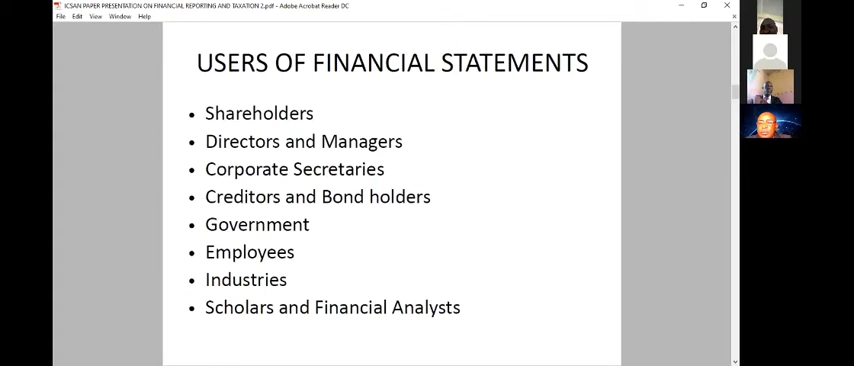 ICSAN PAPER PRESENTATION ON FINANCIAL REPORTING AND TAXATION 2.pdf - Adobe Acrobat Reader DC
File Edit View Window Help
USERS OF FINANCIAL STATEMENTS
• Shareholders
• Directors and Managers
• Corporate Secretaries
• Creditors and Bond holders
• Government
• Employees
• Industries
• Scholars and Financial Analysts